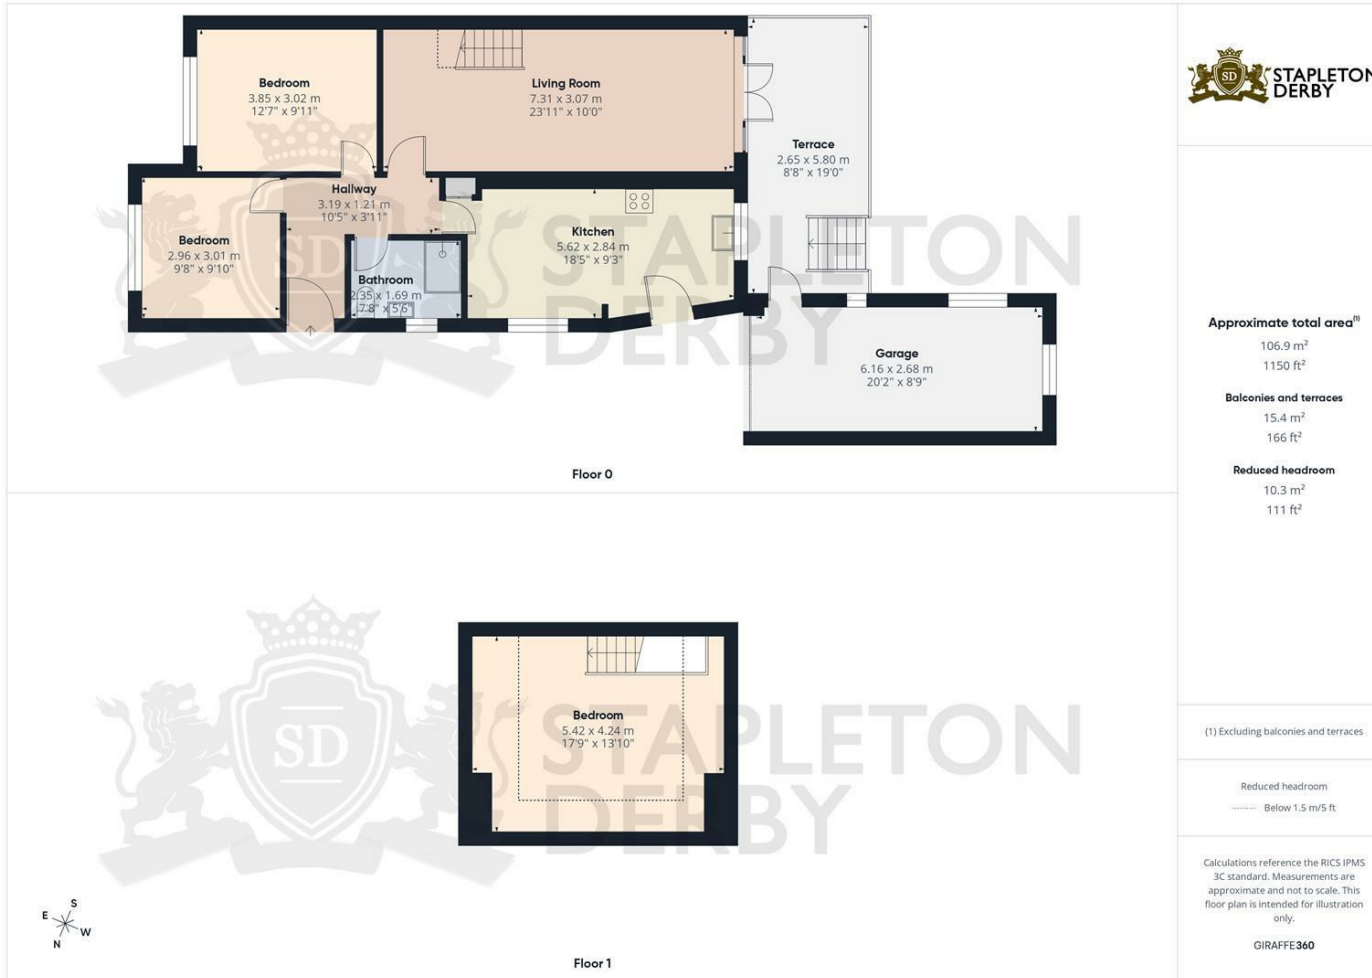 Bedroom
3.85 x 3.02 m
12'7" x 9'11"
Living Room
7.31 x 3.07 m
23'11" x 10'0"
Terrace
2.65 x 5.80 m
8'8" x 19'0"
Hallway
3.19 x 1.21 m
10'5" x 3'11"
Bedroom
2.96 x 3.01 m
9'8" x 9'10"
Kitchen
5.62 x 2.84 m
18'5" x 9'3"
Bathroom
2.35 x 1.69 m
7'8" x 5'6"
Garage
6.16 x 2.68 m
20'2" x 8'9"
SD
STAPLETON
DERBY
Floor 0
Bedroom
5.42 x 4.24 m
17'9" x 13'10"
SD
STAPLETON
DERBY
S
E
W
N
Floor 1
SD
STAPLETON
DERBY
Approximate total area(1)
106.9 m²
1150 ft²
Balconies and terraces
15.4 m²
166 ft²
Reduced headroom
10.3 m²
111 ft²
(1) Excluding balconies and terraces
Reduced headroom
Below 1.5 m/5 ft
Calculations reference the RICS IPMS
3C standard. Measurements are
approximate and not to scale. This
floor plan is intended for illustration
only.
GIRAFFE360